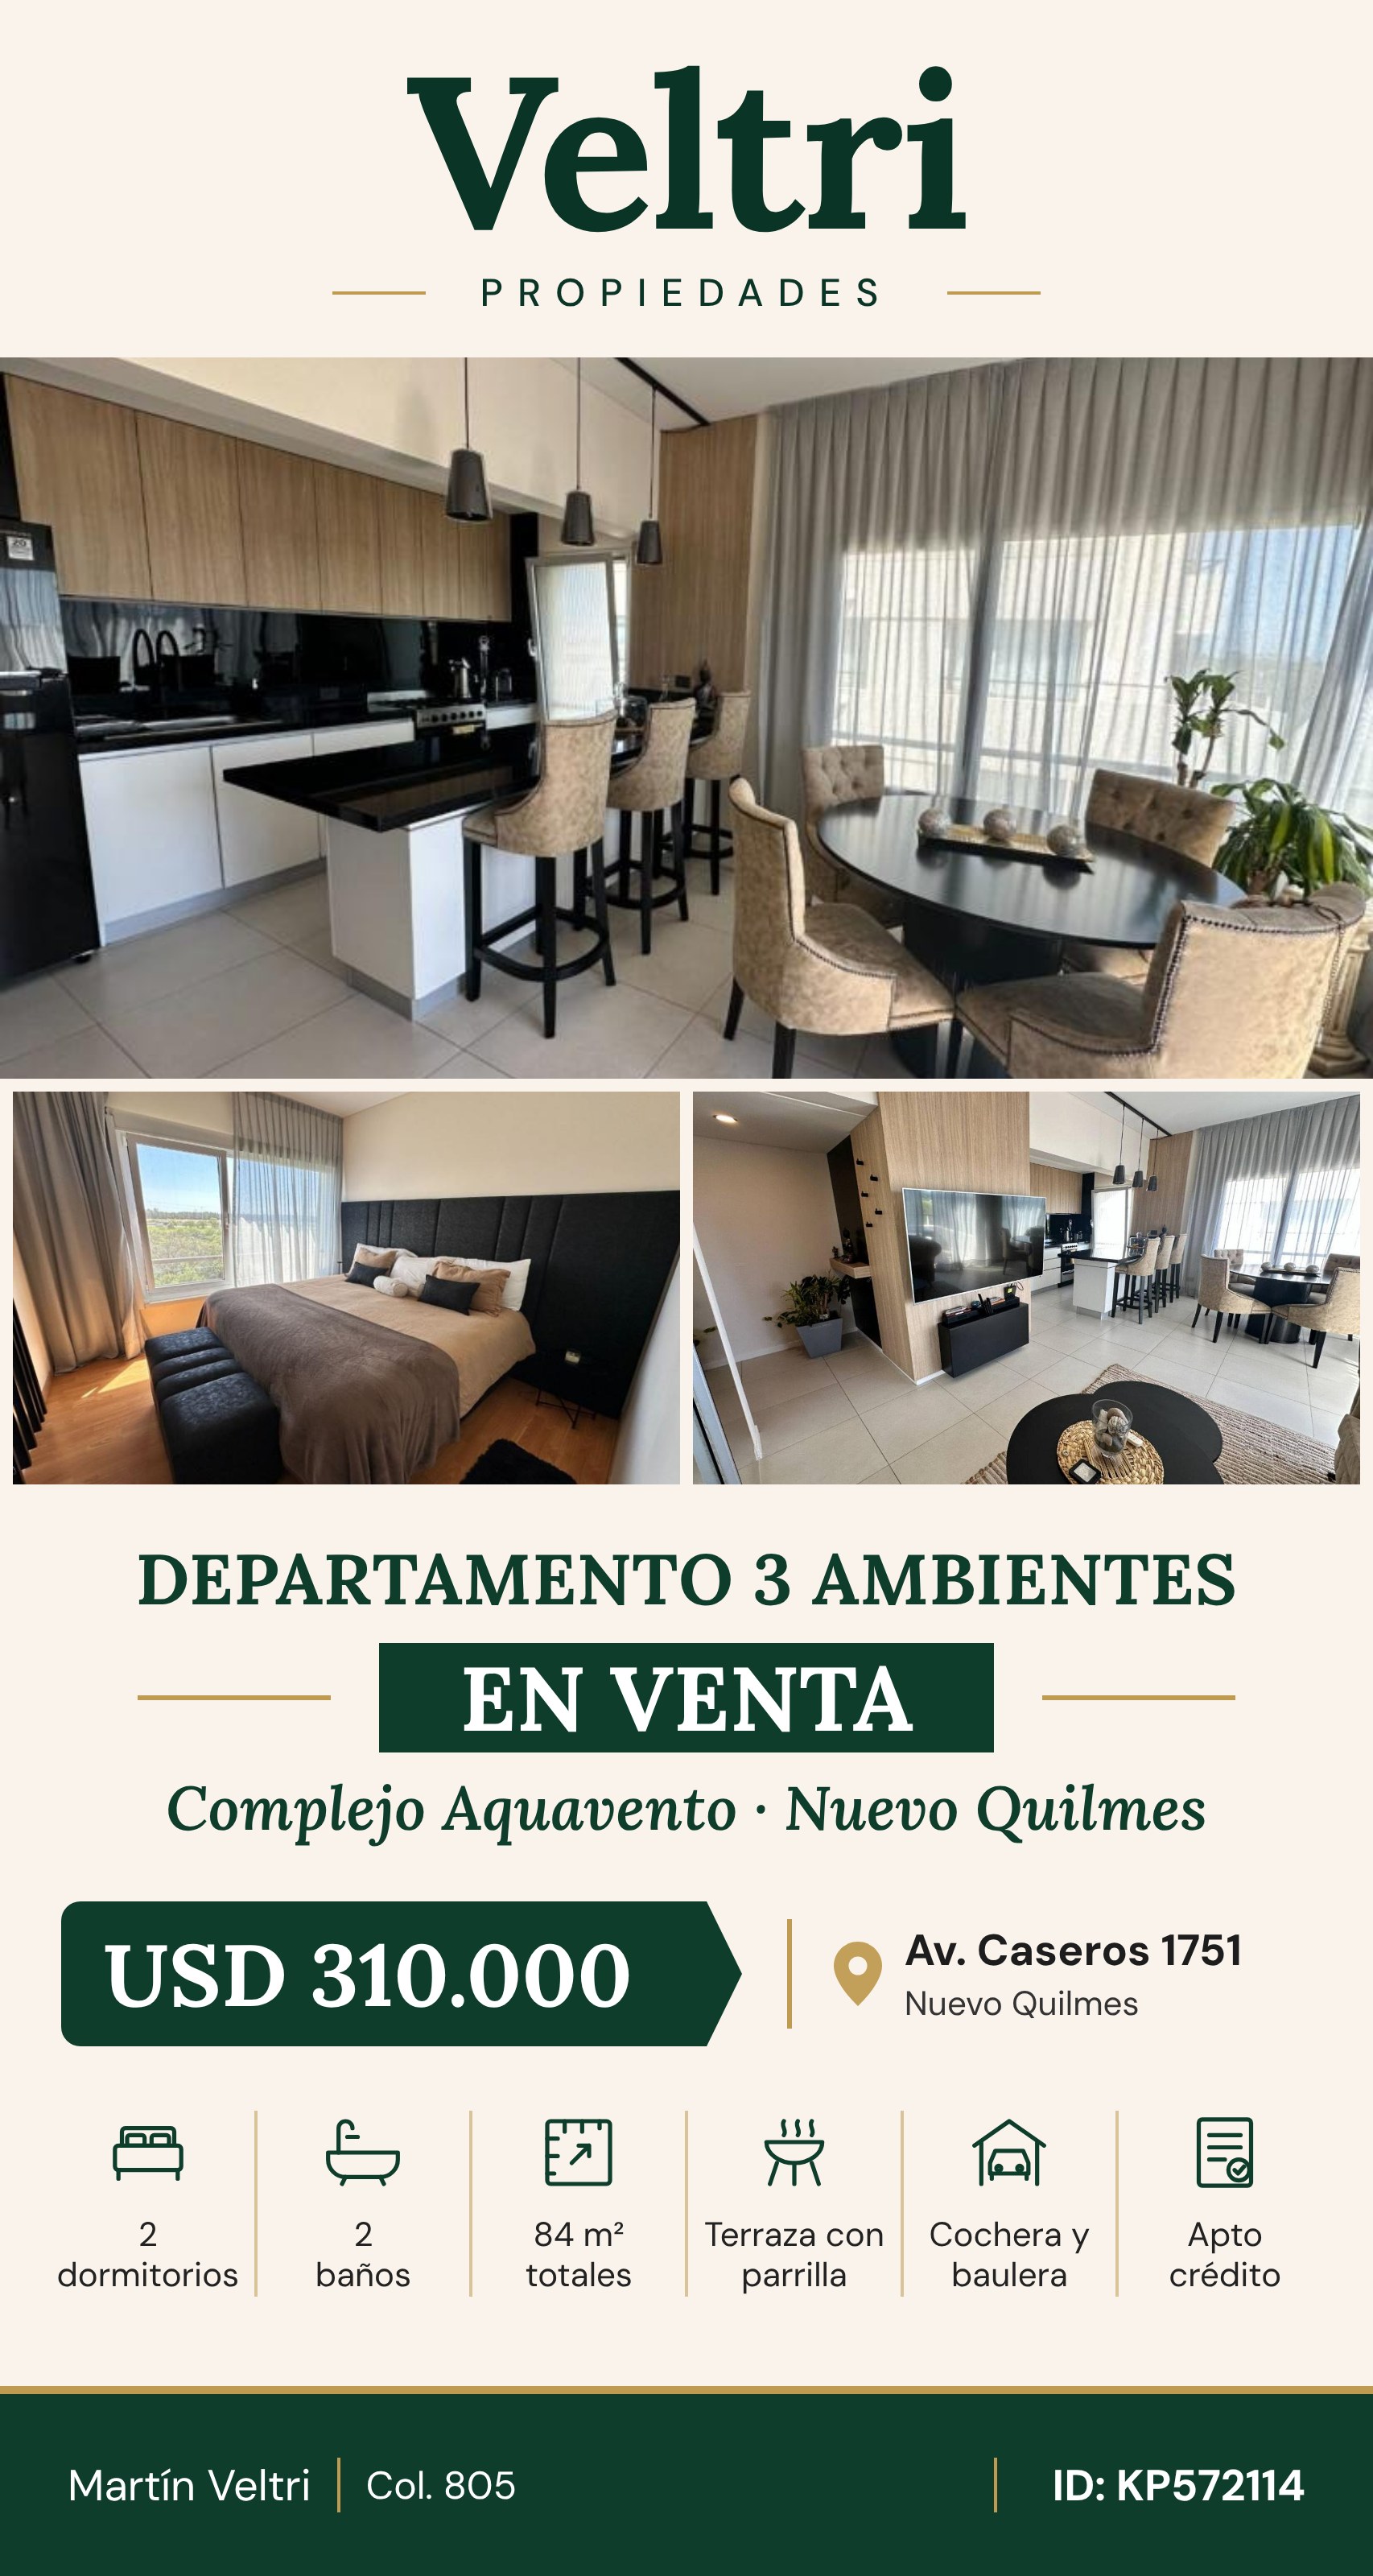 Veltri
PROPIEDADES
DEPARTAMENTO 3 AMBIENTES
EN VENTA
Complejo Aquavento · Nuevo Quilmes
USD 310.000
Av. Caseros 1751
Nuevo Quilmes
2
dormitorios
2
baños
84 m²
totales
Terraza con
parrilla
Cochera y
baulera
Apto
crédito
Martín Veltri
Col. 805
ID: KP572114